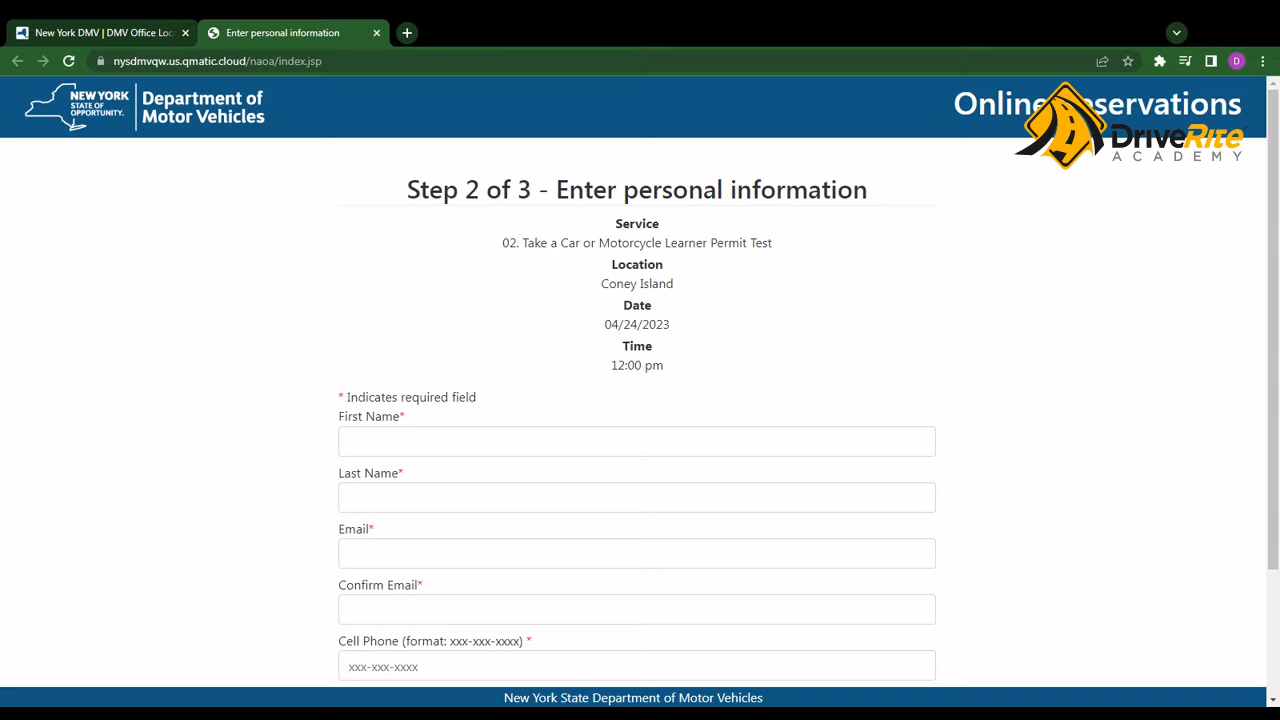 New York DMV | DMV Office Loc
Enter personal information
nysdmvqw.us.qmatic.cloud/naoa/index.jsp
D
NEW YORK
STATE OF
OPPORTUNITY.
Department of
Motor Vehicles
Online servations
DriveRite
ACADEMY
Step 2 of 3 - Enter personal information
Service
02. Take a Car or Motorcycle Learner Permit Test
Location
Coney Island
Date
04/24/2023
Time
12:00 pm
* Indicates required field
First Name*
Last Name*
Email*
Confirm Email*
Cell Phone (format: xxx-xxx-xxxx) *
xxx-xxx-xxxx
New York State Department of Motor Vehicles